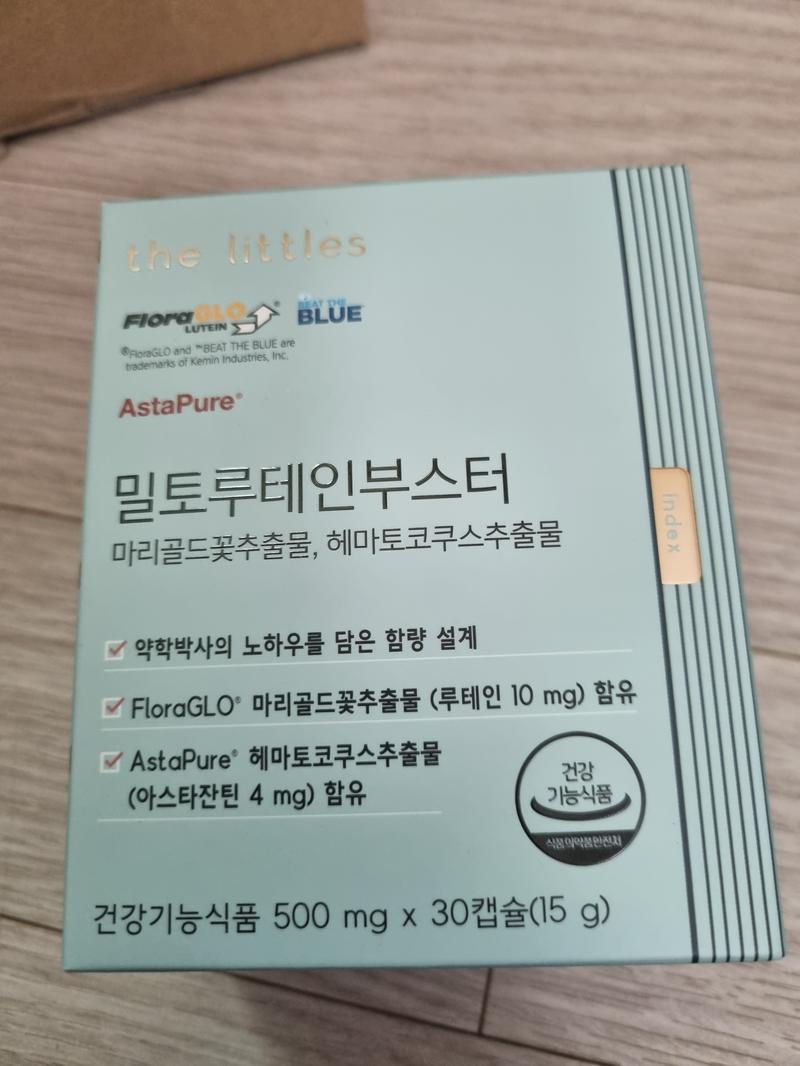 the littles
FloraGLO®
LUTEIN
BEAT THE
BLUE™
®FloraGLO and ™BEAT THE BLUE are
trademarks of Kemin Industries, Inc.
AstaPure®
밀토루테인부스터
마리골드꽃추출물, 헤마토코쿠스추출물
약학박사의 노하우를 담은 함량 설계
FloraGLO® 마리골드꽃추출물 (루테인 10 mg) 함유
AstaPure® 헤마토코쿠스추출물
(아스타잔틴 4 mg) 함유
건강
기능식품
식품의약품안전처
건강기능식품 500 mg x 30캡슐(15 g)
index